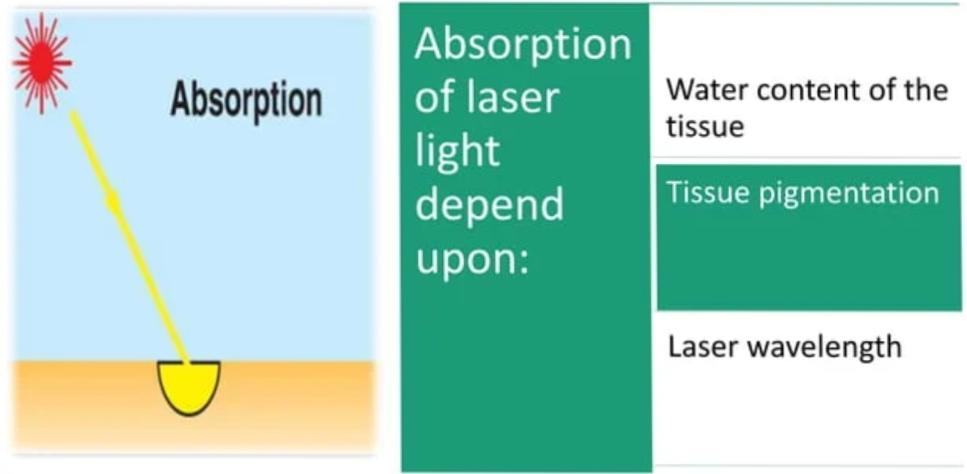 Absorption
Absorption
of laser
light
depend
upon:
Water content of the
tissue
Tissue pigmentation
Laser wavelength